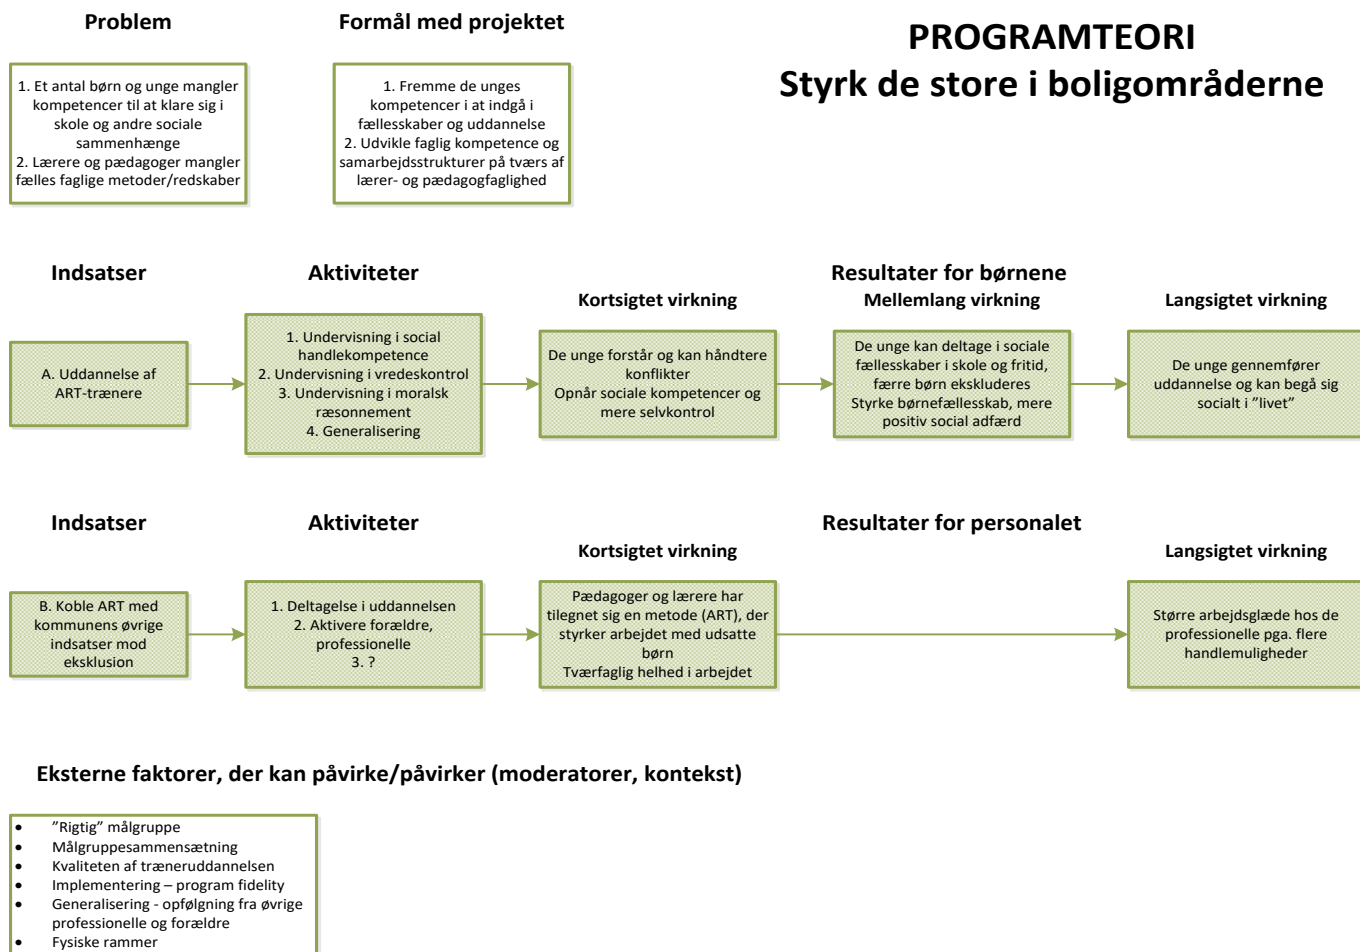 Problem
Formål med projektet
PROGRAMTEORI
Styrk de store i boligområderne
1. Et antal børn og unge mangler
kompetencer til at klare sig i
skole og andre sociale
sammenhænge
2. Lærere og pædagoger mangler
fælles faglige metoder/redskaber
1. Fremme de unges
kompetencer i at indgå i
fællesskaber og uddannelse
2. Udvikle faglig kompetence og
samarbejdsstrukturer på tværs af
lærer- og pædagogfaglighed
Indsatser
Aktiviteter
Resultater for børnene
Kortsigtet virkning
Mellemlang virkning
Langsigtet virkning
A. Uddannelse af
ART-trænere
1. Undervisning i social
handlekompetence
2. Undervisning i vredeskontrol
3. Undervisning i moralsk
ræsonnement
4. Generalisering
De unge forstår og kan håndtere
konflikter
Opnår sociale kompetencer og
mere selvkontrol
De unge kan deltage i sociale
fællesskaber i skole og fritid,
færre børn ekskluderes
Styrke børnefællesskab, mere
positiv social adfærd
De unge gennemfører
uddannelse og kan begå sig
socialt i ”livet”
Indsatser
Aktiviteter
Resultater for personalet
Kortsigtet virkning
Langsigtet virkning
B. Koble ART med
kommunens øvrige
indsatser mod
eksklusion
1. Deltagelse i uddannelsen
2. Aktivere forældre,
professionelle
3. ?
Pædagoger og lærere har
tilegnet sig en metode (ART), der
styrker arbejdet med udsatte
børn
Tværfaglig helhed i arbejdet
Større arbejdsglæde hos de
professionelle pga. flere
handlemuligheder
Eksterne faktorer, der kan påvirke/påvirker (moderatorer, kontekst)
• ”Rigtig” målgruppe
• Målgruppesammensætning
• Kvaliteten af træneruddannelsen
• Implementering – program fidelity
• Generalisering - opfølgning fra øvrige
professionelle og forældre
• Fysiske rammer